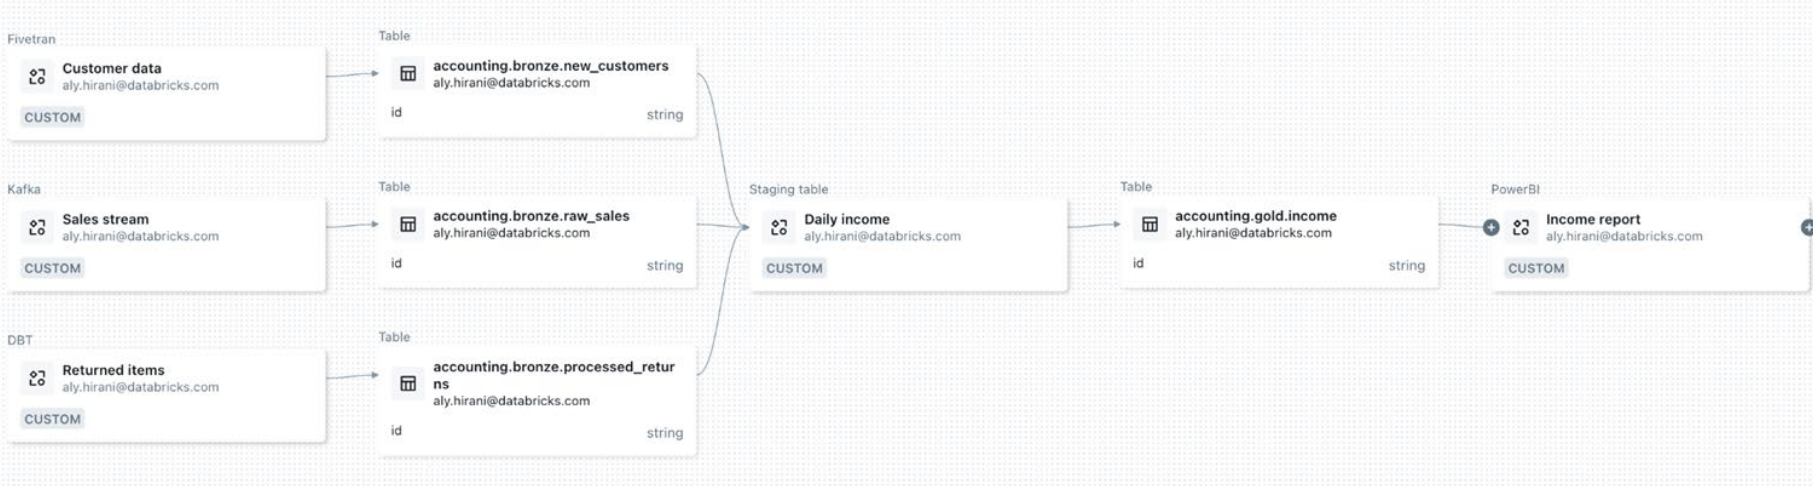 Fivetran
Customer data
aly.hirani@databricks.com
CUSTOM
Table
accounting.bronze.new_customers
aly.hirani@databricks.com
id string
Kafka
Sales stream
aly.hirani@databricks.com
CUSTOM
Table
accounting.bronze.raw_sales
aly.hirani@databricks.com
id string
Staging table
Daily income
aly.hirani@databricks.com
CUSTOM
Table
accounting.gold.income
aly.hirani@databricks.com
id string
PowerBI
Income report
aly.hirani@databricks.com
CUSTOM
DBT
Returned items
aly.hirani@databricks.com
CUSTOM
Table
accounting.bronze.processed_retur
ns
aly.hirani@databricks.com
id string